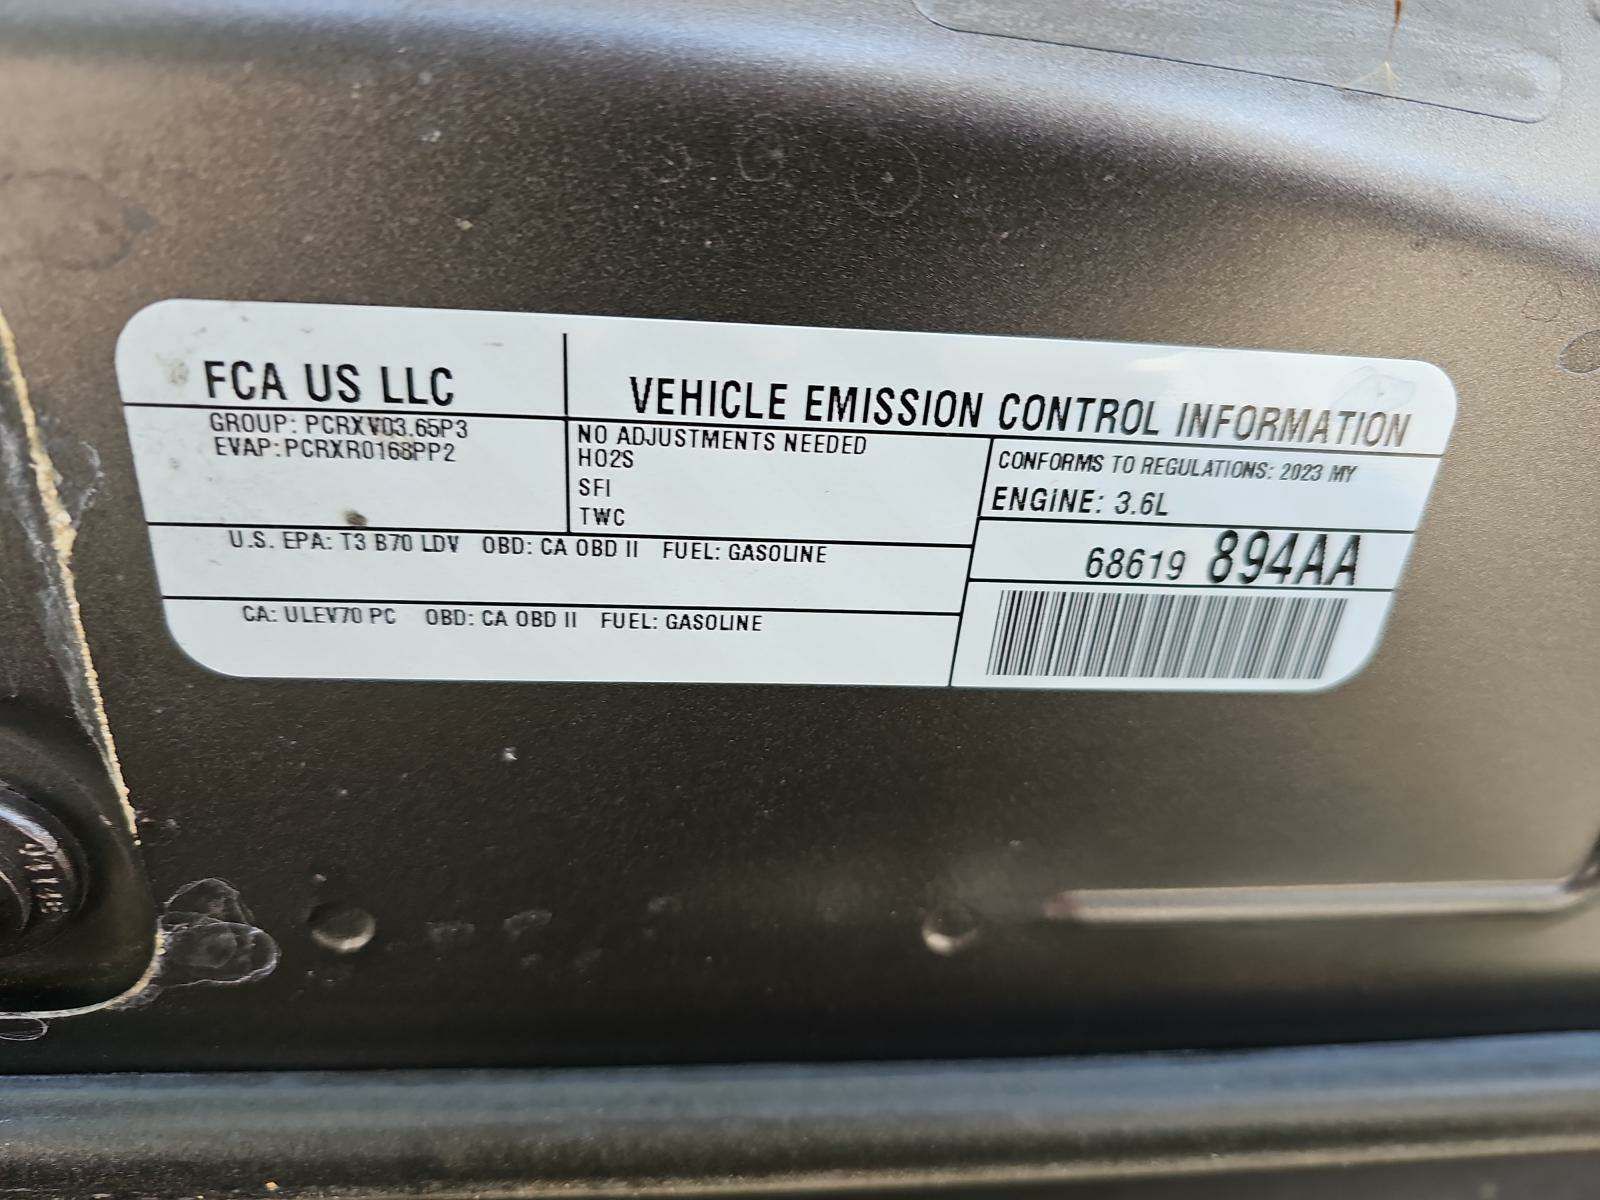 FCA US LLC
VEHICLE EMISSION CONTROL INFORMATION
GROUP: PCRXV03.65P3
EVAP: PCRXR0168PP2
NO ADJUSTMENTS NEEDED
HO2S
SFI
TWC
CONFORMS TO REGULATIONS: 2023 MY
ENGINE: 3.6L
U.S. EPA: T3 B70 LDV OBD: CA OBD II FUEL: GASOLINE
68619 894AA
CA: ULEV70 PC OBD: CA OBD II FUEL: GASOLINE